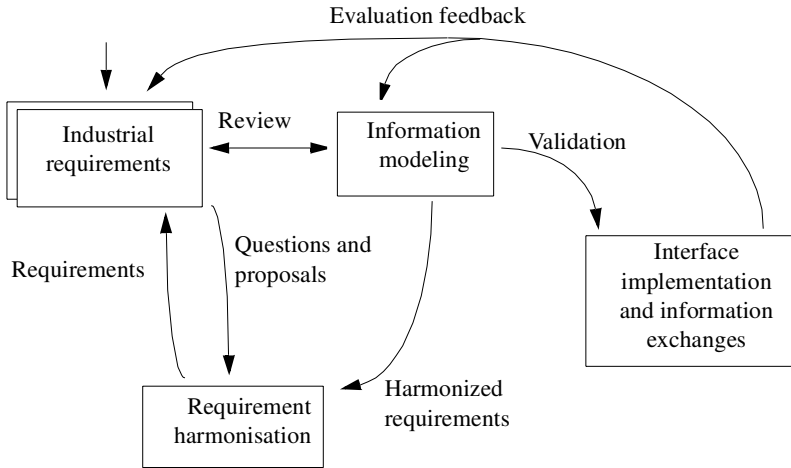 Evaluation feedback
Industrial
requirements
Review
Information
modeling
Validation
Requirements
Questions and
proposals
Interface
implementation
and information
exchanges
Requirement
harmonisation
Harmonized
requirements